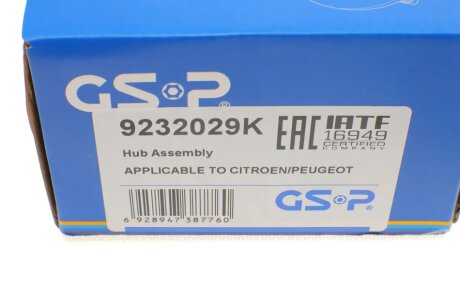 GSP®
9232029K
EAC
IATF
16949
CERTIFIED
COMPANY
Hub Assembly
APPLICABLE TO CITROEN/PEUGEOT
6 928947 387760
GSP®